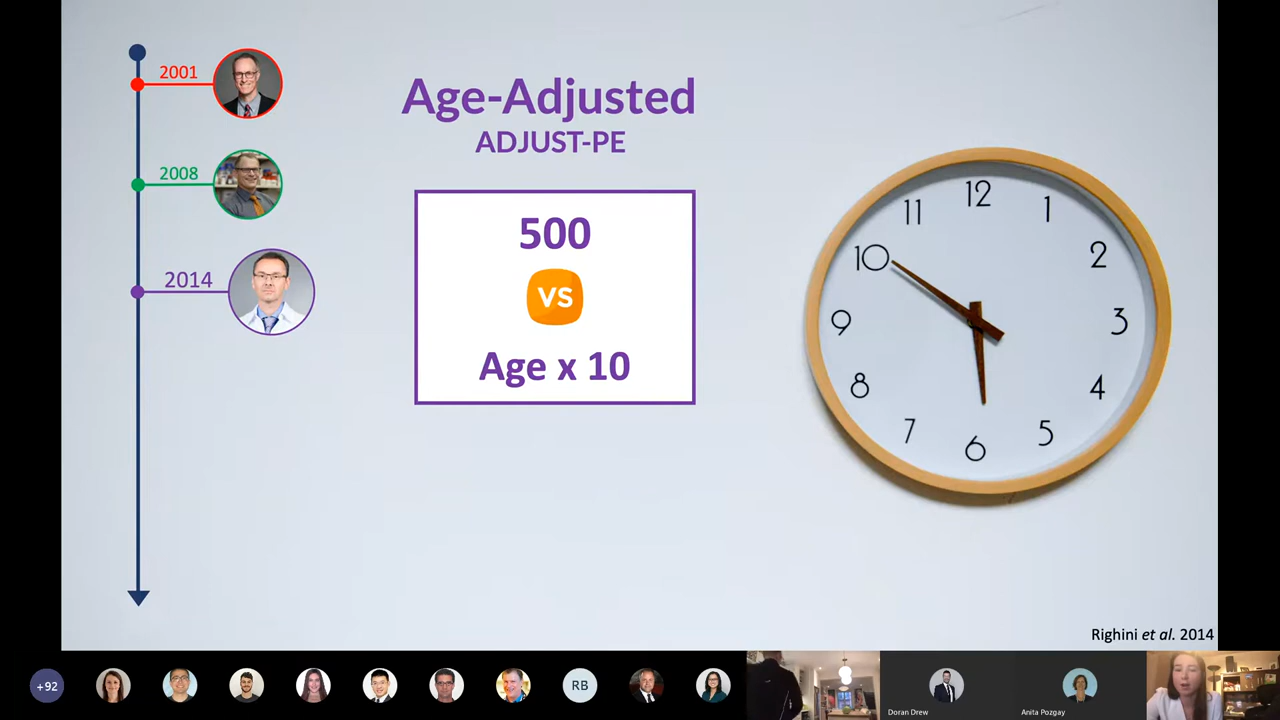 2001
2008
2014
Age-Adjusted
ADJUST-PE
500
VS
Age x 10
12
1
2
3
4
5
6
7
8
9
10
11
Righini et al. 2014
+92
RB
Doran Drew
Anita Pozgay